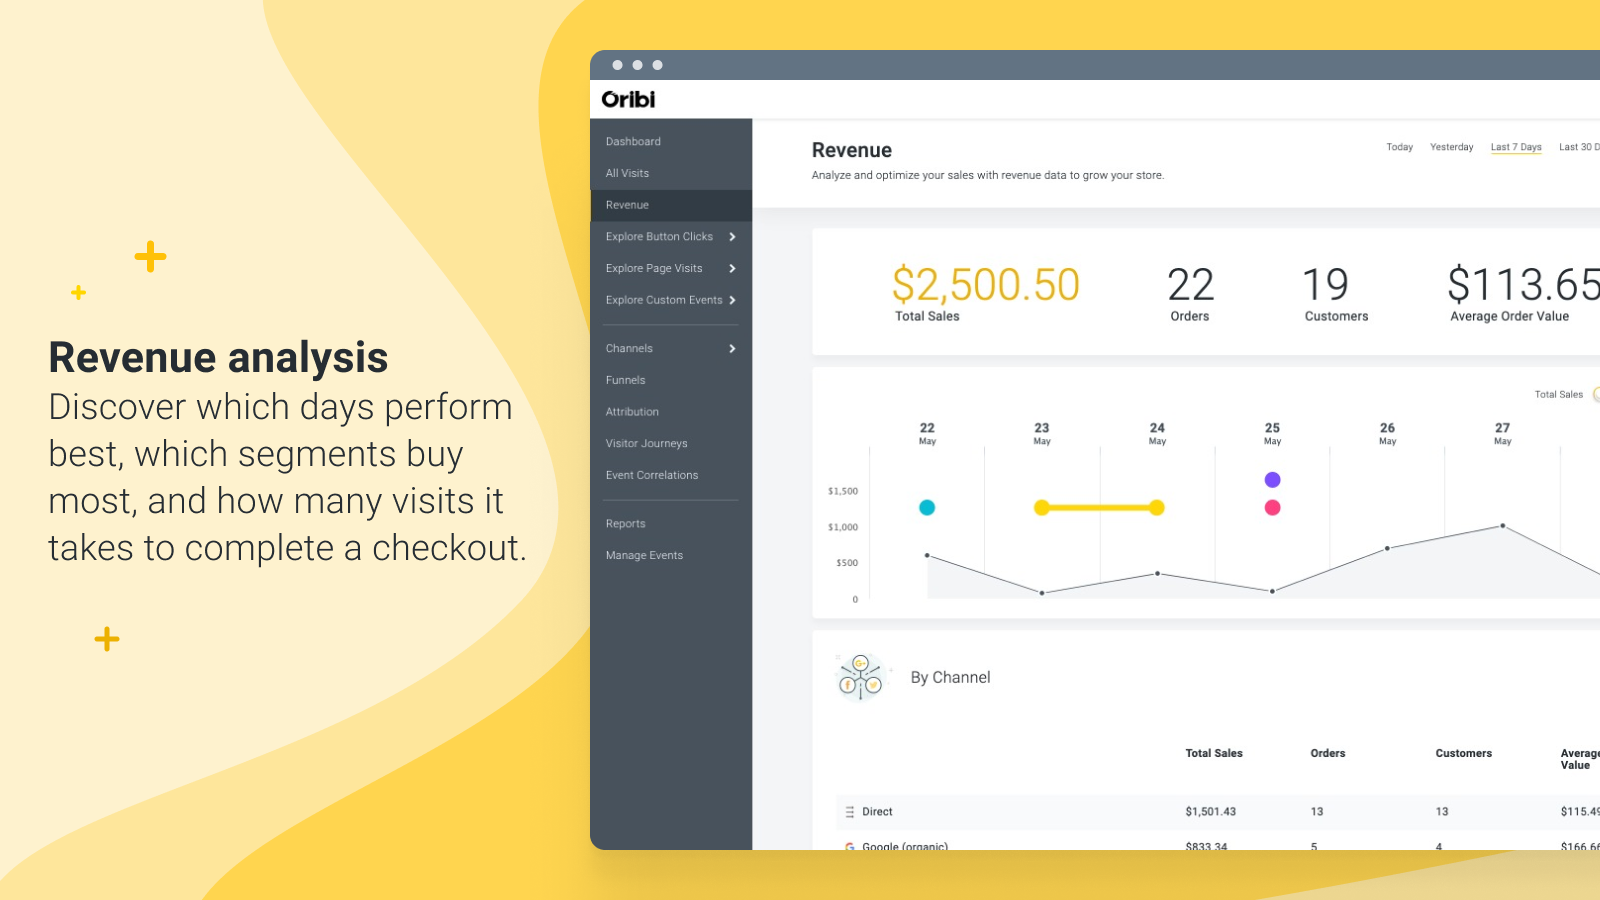 Revenue analysis
Discover which days perform
best, which segments buy
most, and how many visits it
takes to complete a checkout.
Oribi
Dashboard
All Visits
Revenue
Explore Button Clicks
Explore Page Visits
Explore Custom Events
Channels
Funnels
Attribution
Visitor Journeys
Event Correlations
Reports
Manage Events
Revenue
Today Yesterday Last 7 Days Last 30 D
Analyze and optimize your sales with revenue data to grow your store.
$2,500.50 22 19 $113.65
Total Sales Orders Customers Average Order Value
Total Sales
22 23 24 25 26 27
May May May May May May
$1,500
$1,000
$500
0
By Channel
Total Sales Orders Customers Average
Value
Direct $1,501.43 13 13 $115.49
Google (organic) $833.34 5 4 $166.66